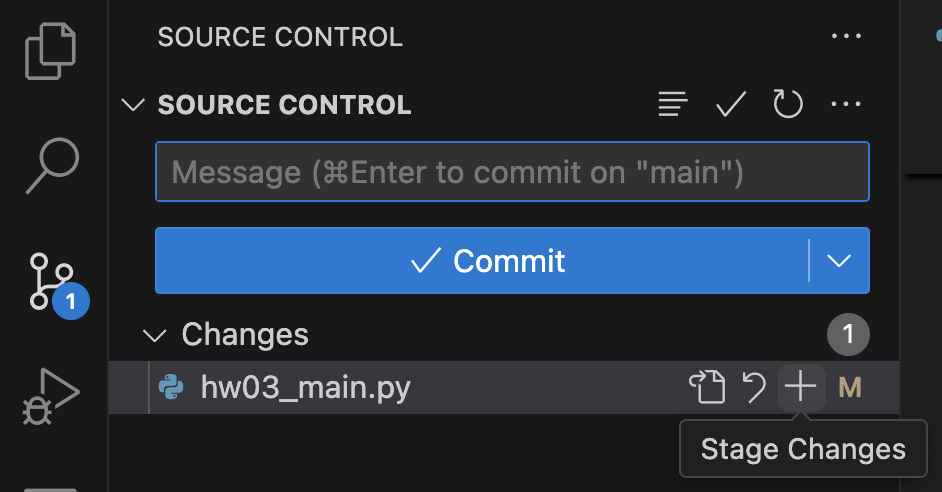 SOURCE CONTROL
SOURCE CONTROL
Message (⌘Enter to commit on "main")
Commit
Changes 1
hw03_main.py M
1
Stage Changes